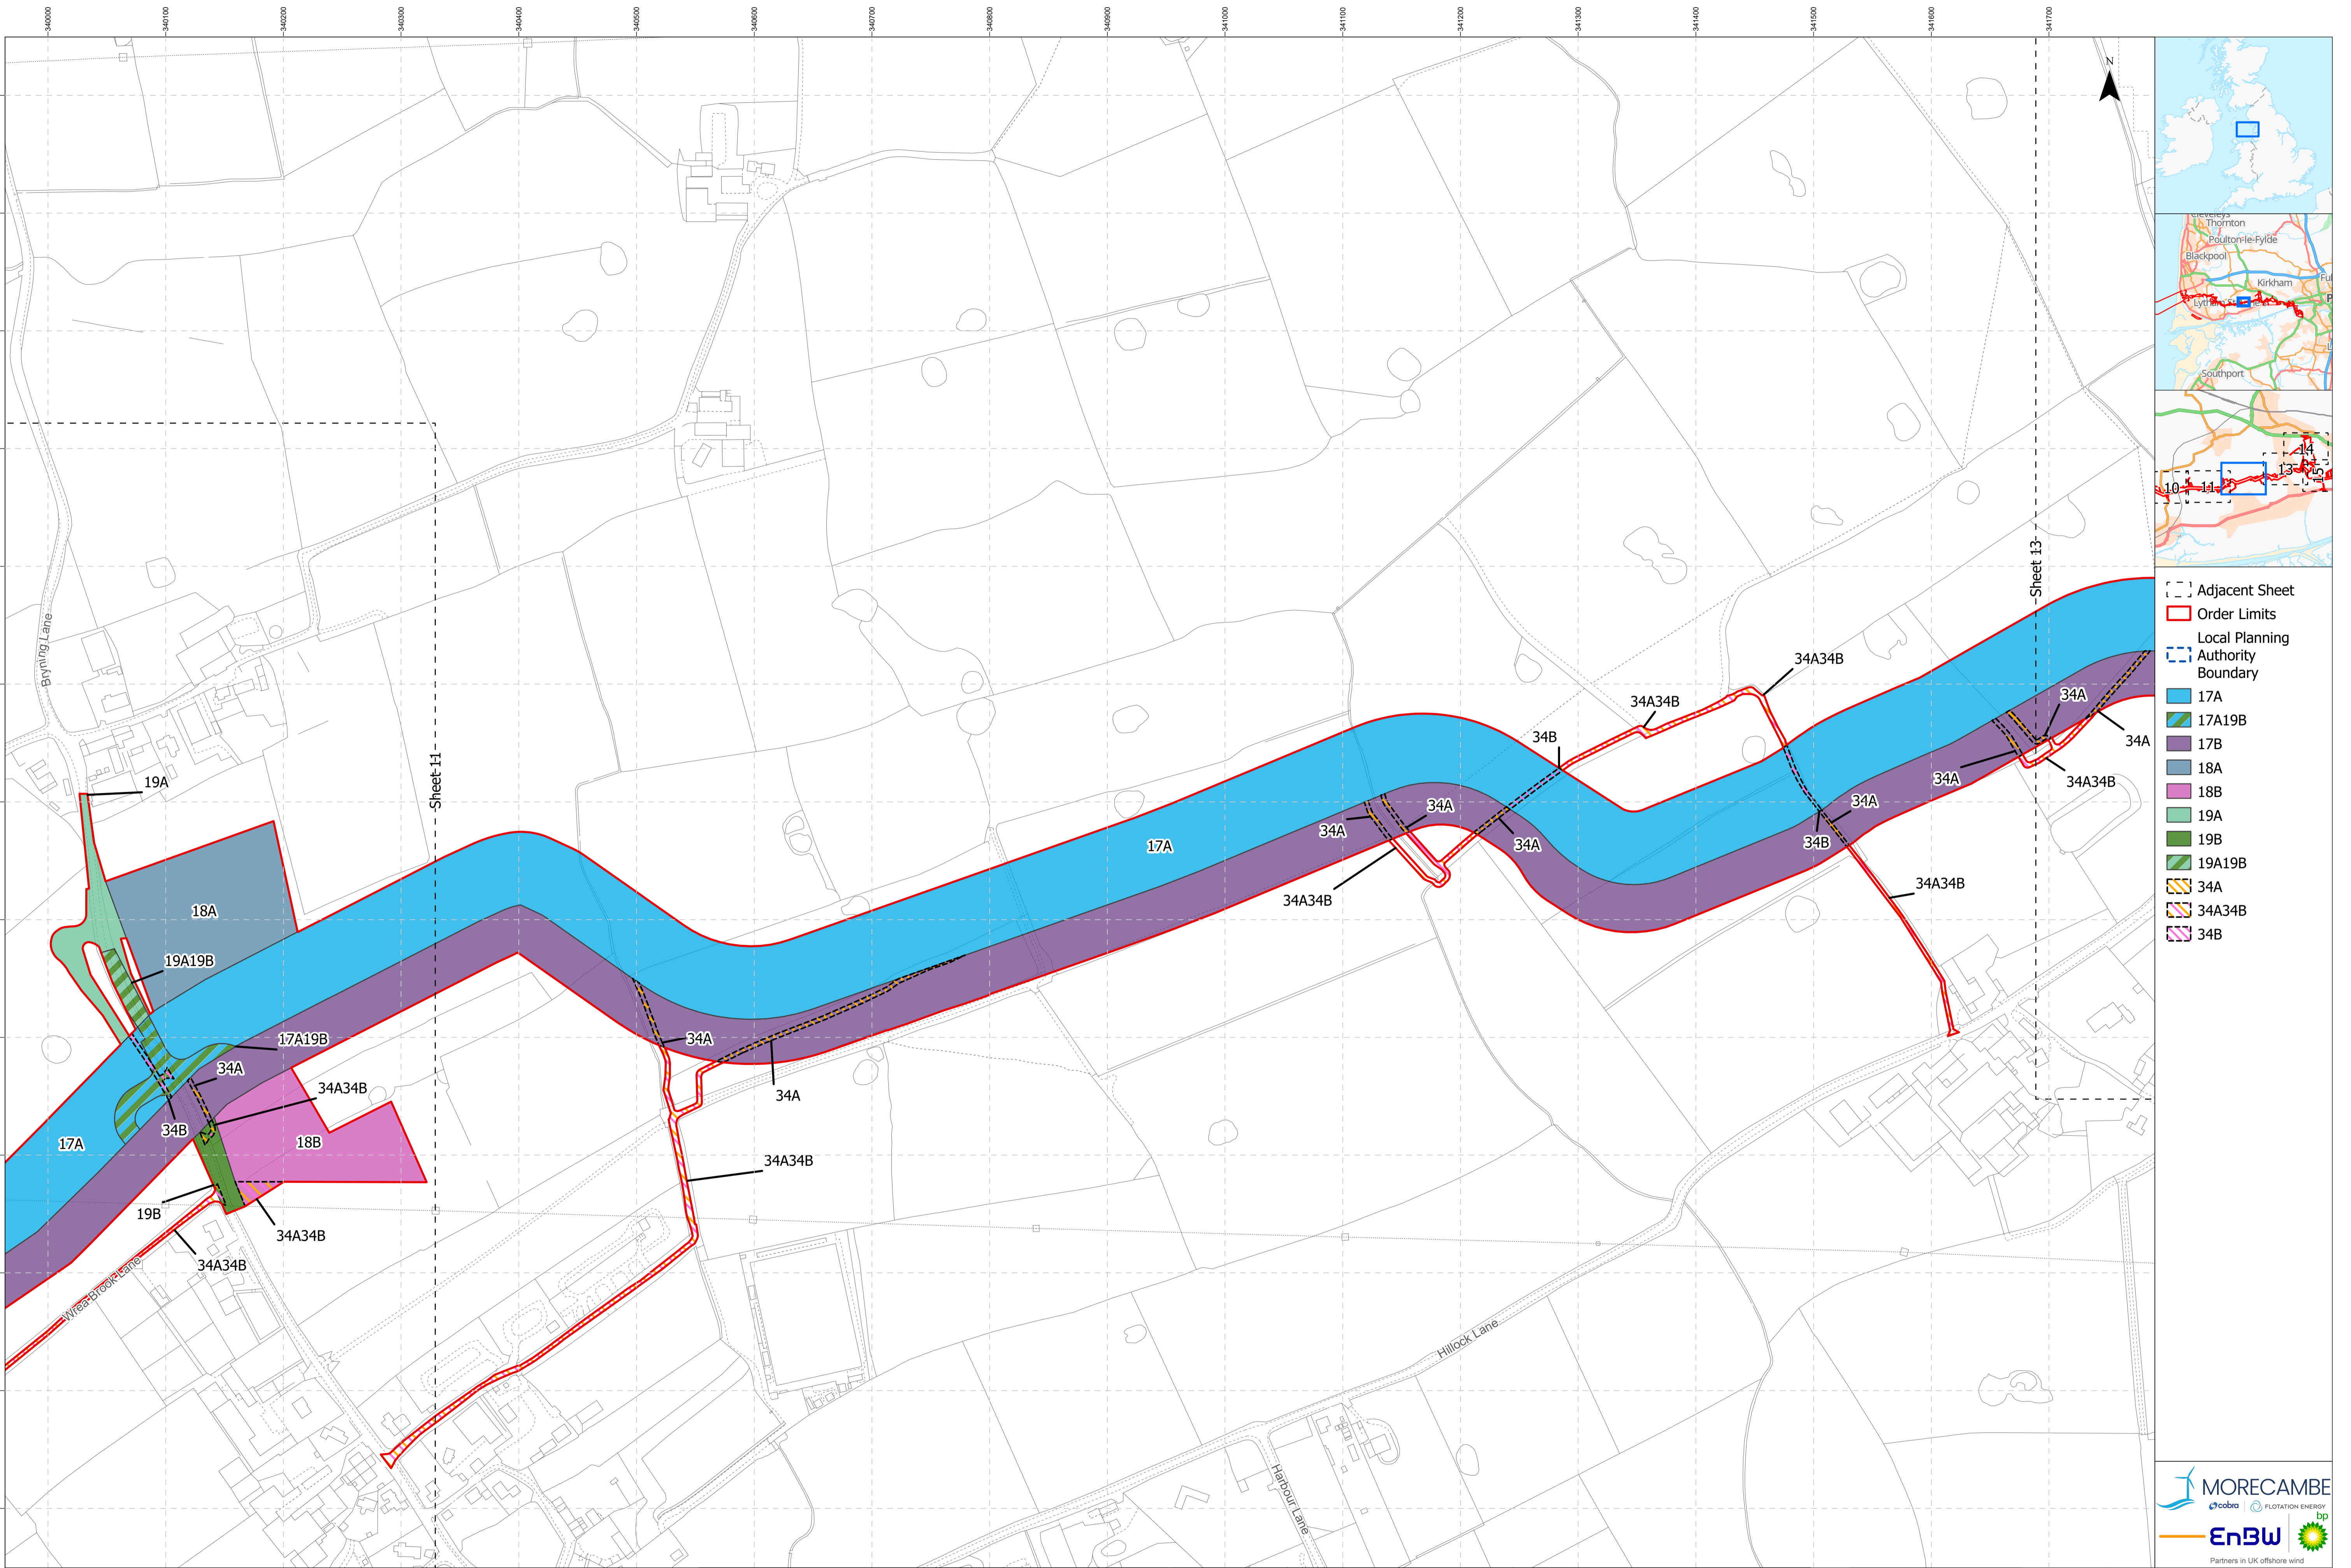 340000
340100
340200
340300
340400
340500
340600
340700
340800
340900
341000
341100
341200
341300
341400
341500
341600
341700
N
Cleveleys
Thornton
Poulton-le-Fylde
Blackpool
Kirkham
Southport
14
13
15
10
11
Adjacent Sheet
Order Limits
Local Planning
Authority
Boundary
17A
17A19B
17B
18A
18B
19A
19B
19A19B
34A
34A34B
34B
Sheet 13
Sheet 11
Bryning Lane
19A
18A
19A19B
17A19B
34A
34A34B
34B
17A
18B
19B
34A34B
34A34B
Wrea Brook Lane
34A
34A
34A34B
17A
34A
34A
34A34B
34A
34B
34A34B
34A34B
34A
34B
34A34B
34A
34A
34A
34A34B
Hillock Lane
Harbour Lane
MORECAMBE
cobra
FLOTATION ENERGY
EnBW
bp
Partners in UK offshore wind